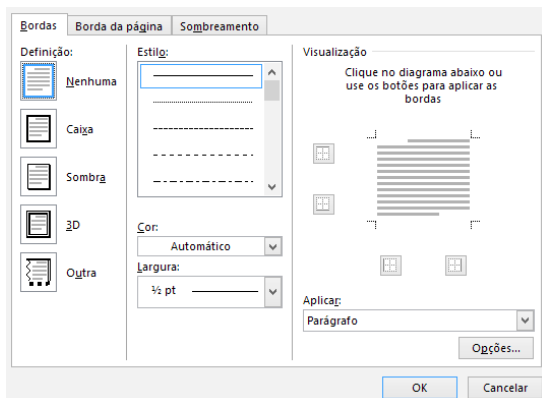 Bordas
Borda da página
Sombreamento
Definição:
Nenhuma
Caixa
Sombra
3D
Outra
Estilo:
Cor:
Automático
Largura:
½ pt
Visualização
Clique no diagrama abaixo ou
use os botões para aplicar as
bordas
Aplicar:
Parágrafo
Opções...
OK
Cancelar